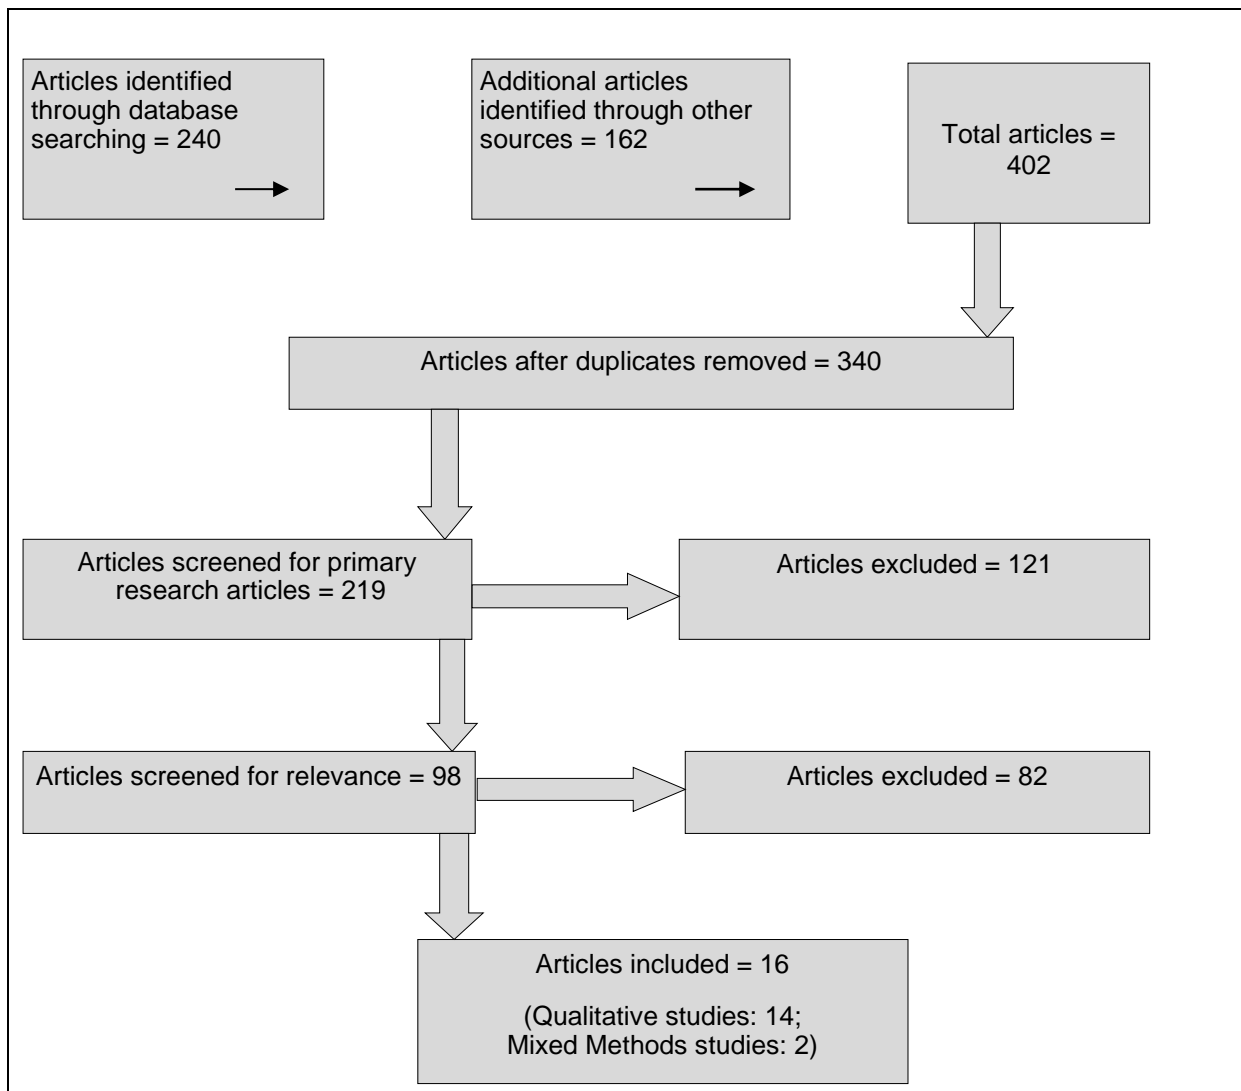 Articles identified
through database
searching = 240
Additional articles
identified through other
sources = 162
Total articles =
402
Articles after duplicates removed = 340
Articles screened for primary
research articles = 219
Articles excluded = 121
Articles screened for relevance = 98
Articles excluded = 82
Articles included = 16
(Qualitative studies: 14;
Mixed Methods studies: 2)